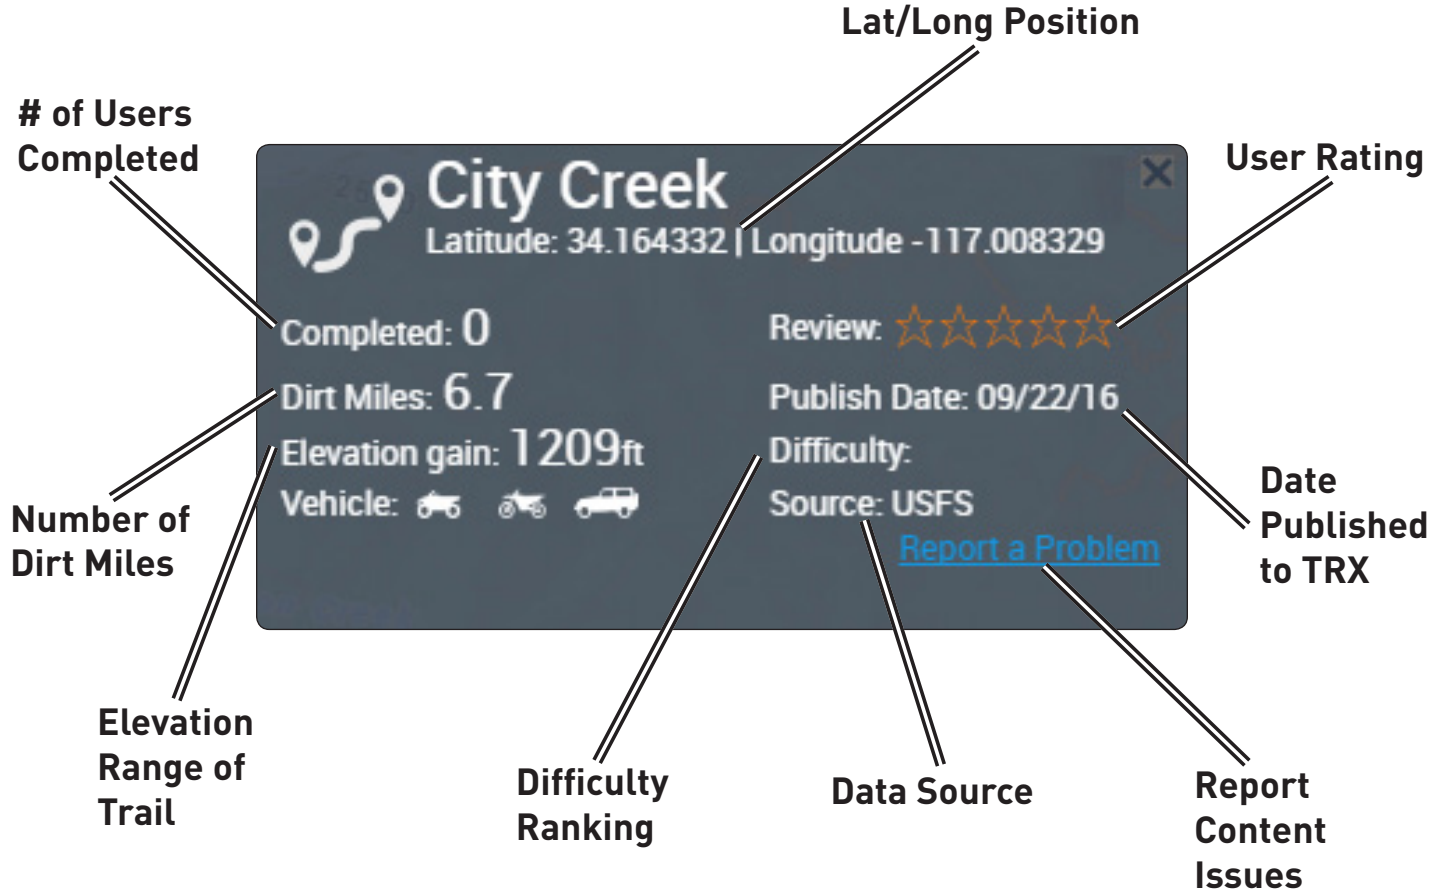 Lat/Long Position
# of Users
Completed
User Rating
City Creek
Latitude: 34.164332 | Longitude -117.008329
Completed: 0
Review:
Dirt Miles: 6.7
Publish Date: 09/22/16
Elevation gain: 1209ft
Difficulty:
Vehicle:
Source: USFS
Report a Problem
Number of
Dirt Miles
Date
Published
to TRX
Elevation
Range of
Trail
Difficulty
Ranking
Data Source
Report
Content
Issues